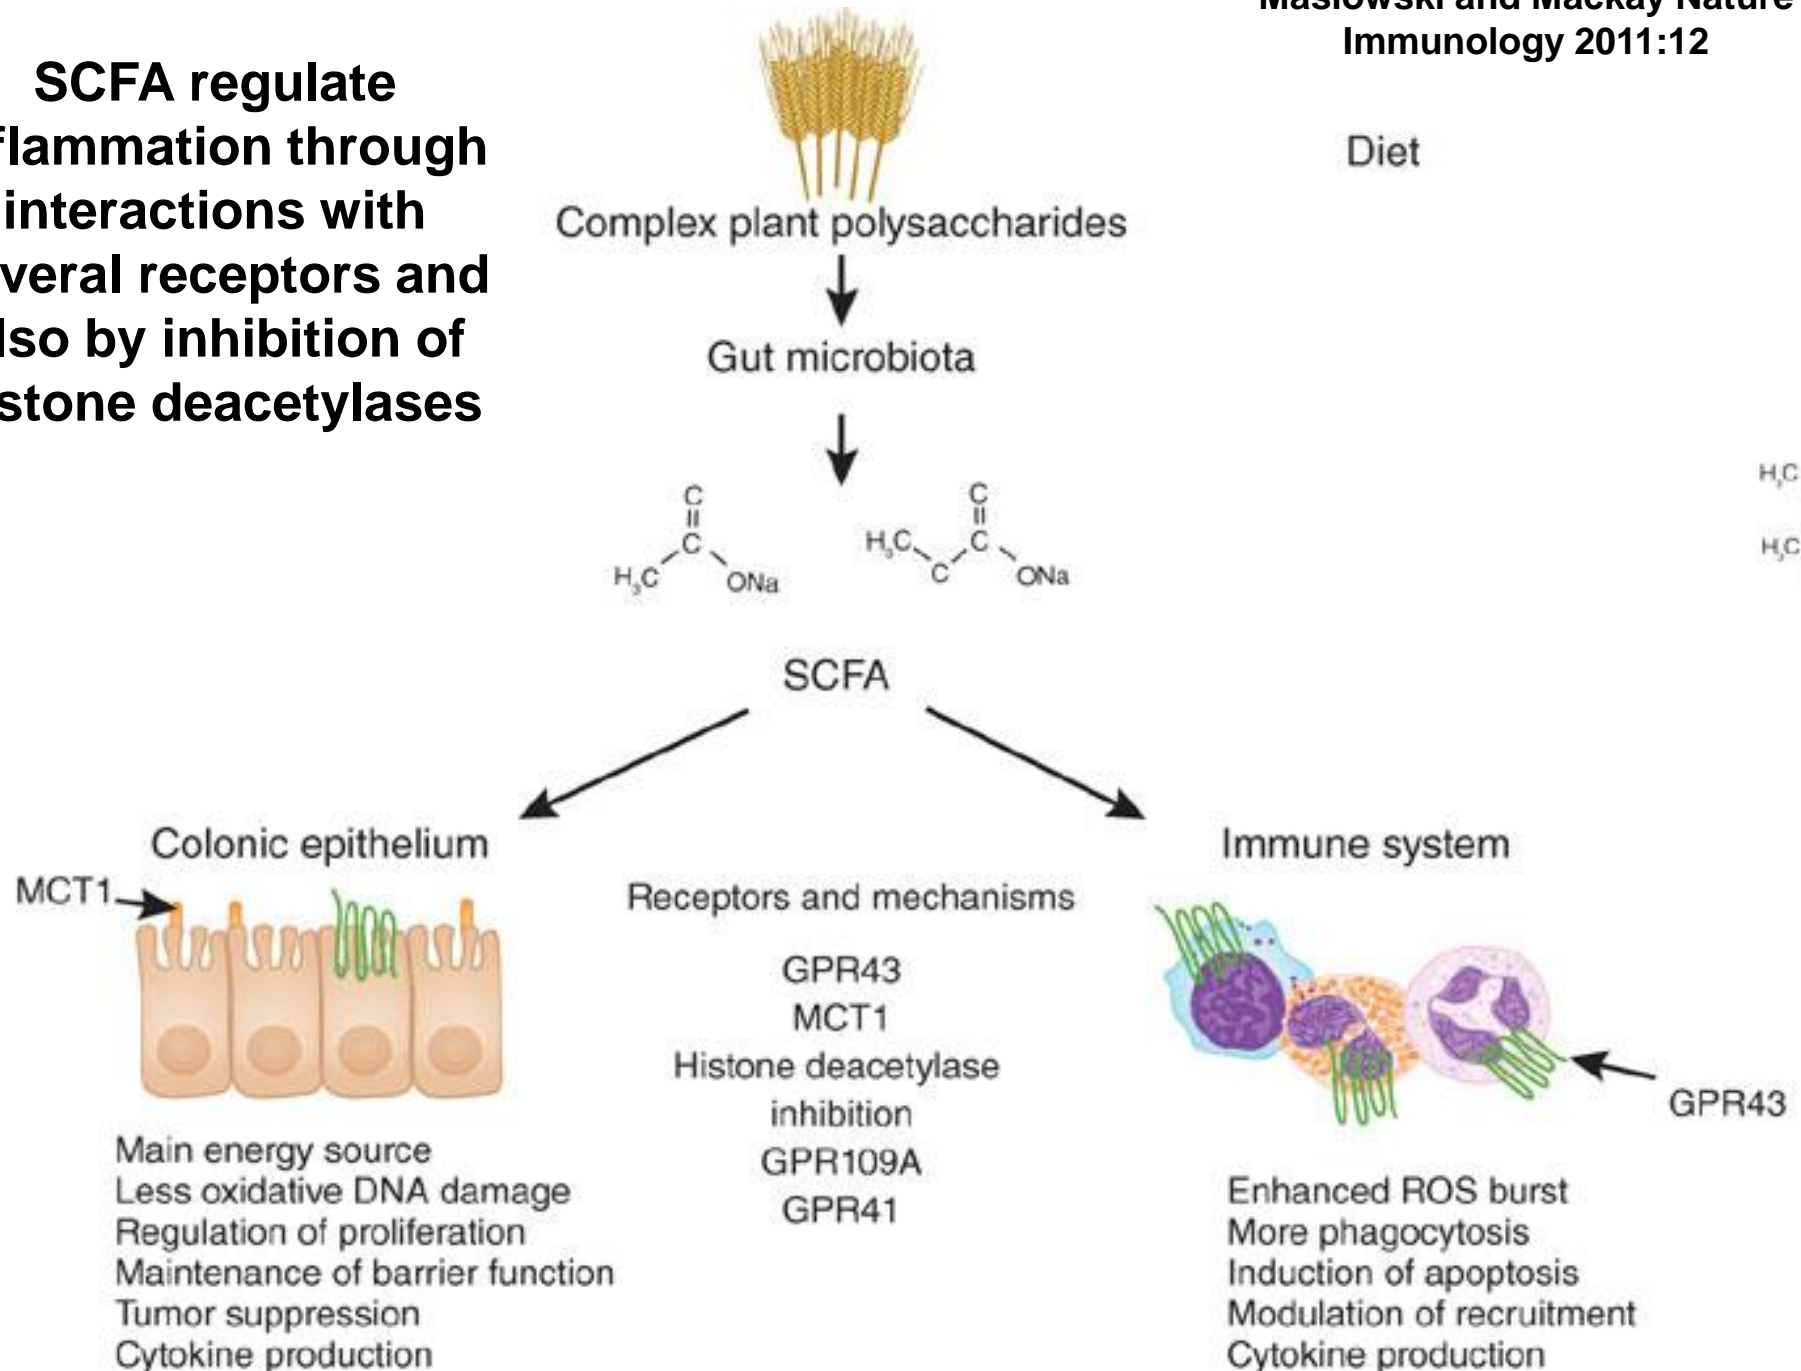 Maslowski and Mackay Nature
Immunology 2011:12
SCFA regulate
flammation through
interactions with
veral receptors and
lso by inhibition of
stone deacetylases
Diet
Complex plant polysaccharides
Gut microbiota
C
C
H3C
ONa
C
H3C
C
C
ONa
H3C
H3C
SCFA
Colonic epithelium
MCT1
Receptors and mechanisms
GPR43
MCT1
Histone deacetylase
inhibition
GPR109A
GPR41
Immune system
GPR43
Main energy source
Less oxidative DNA damage
Regulation of proliferation
Maintenance of barrier function
Tumor suppression
Cytokine production
Enhanced ROS burst
More phagocytosis
Induction of apoptosis
Modulation of recruitment
Cytokine production